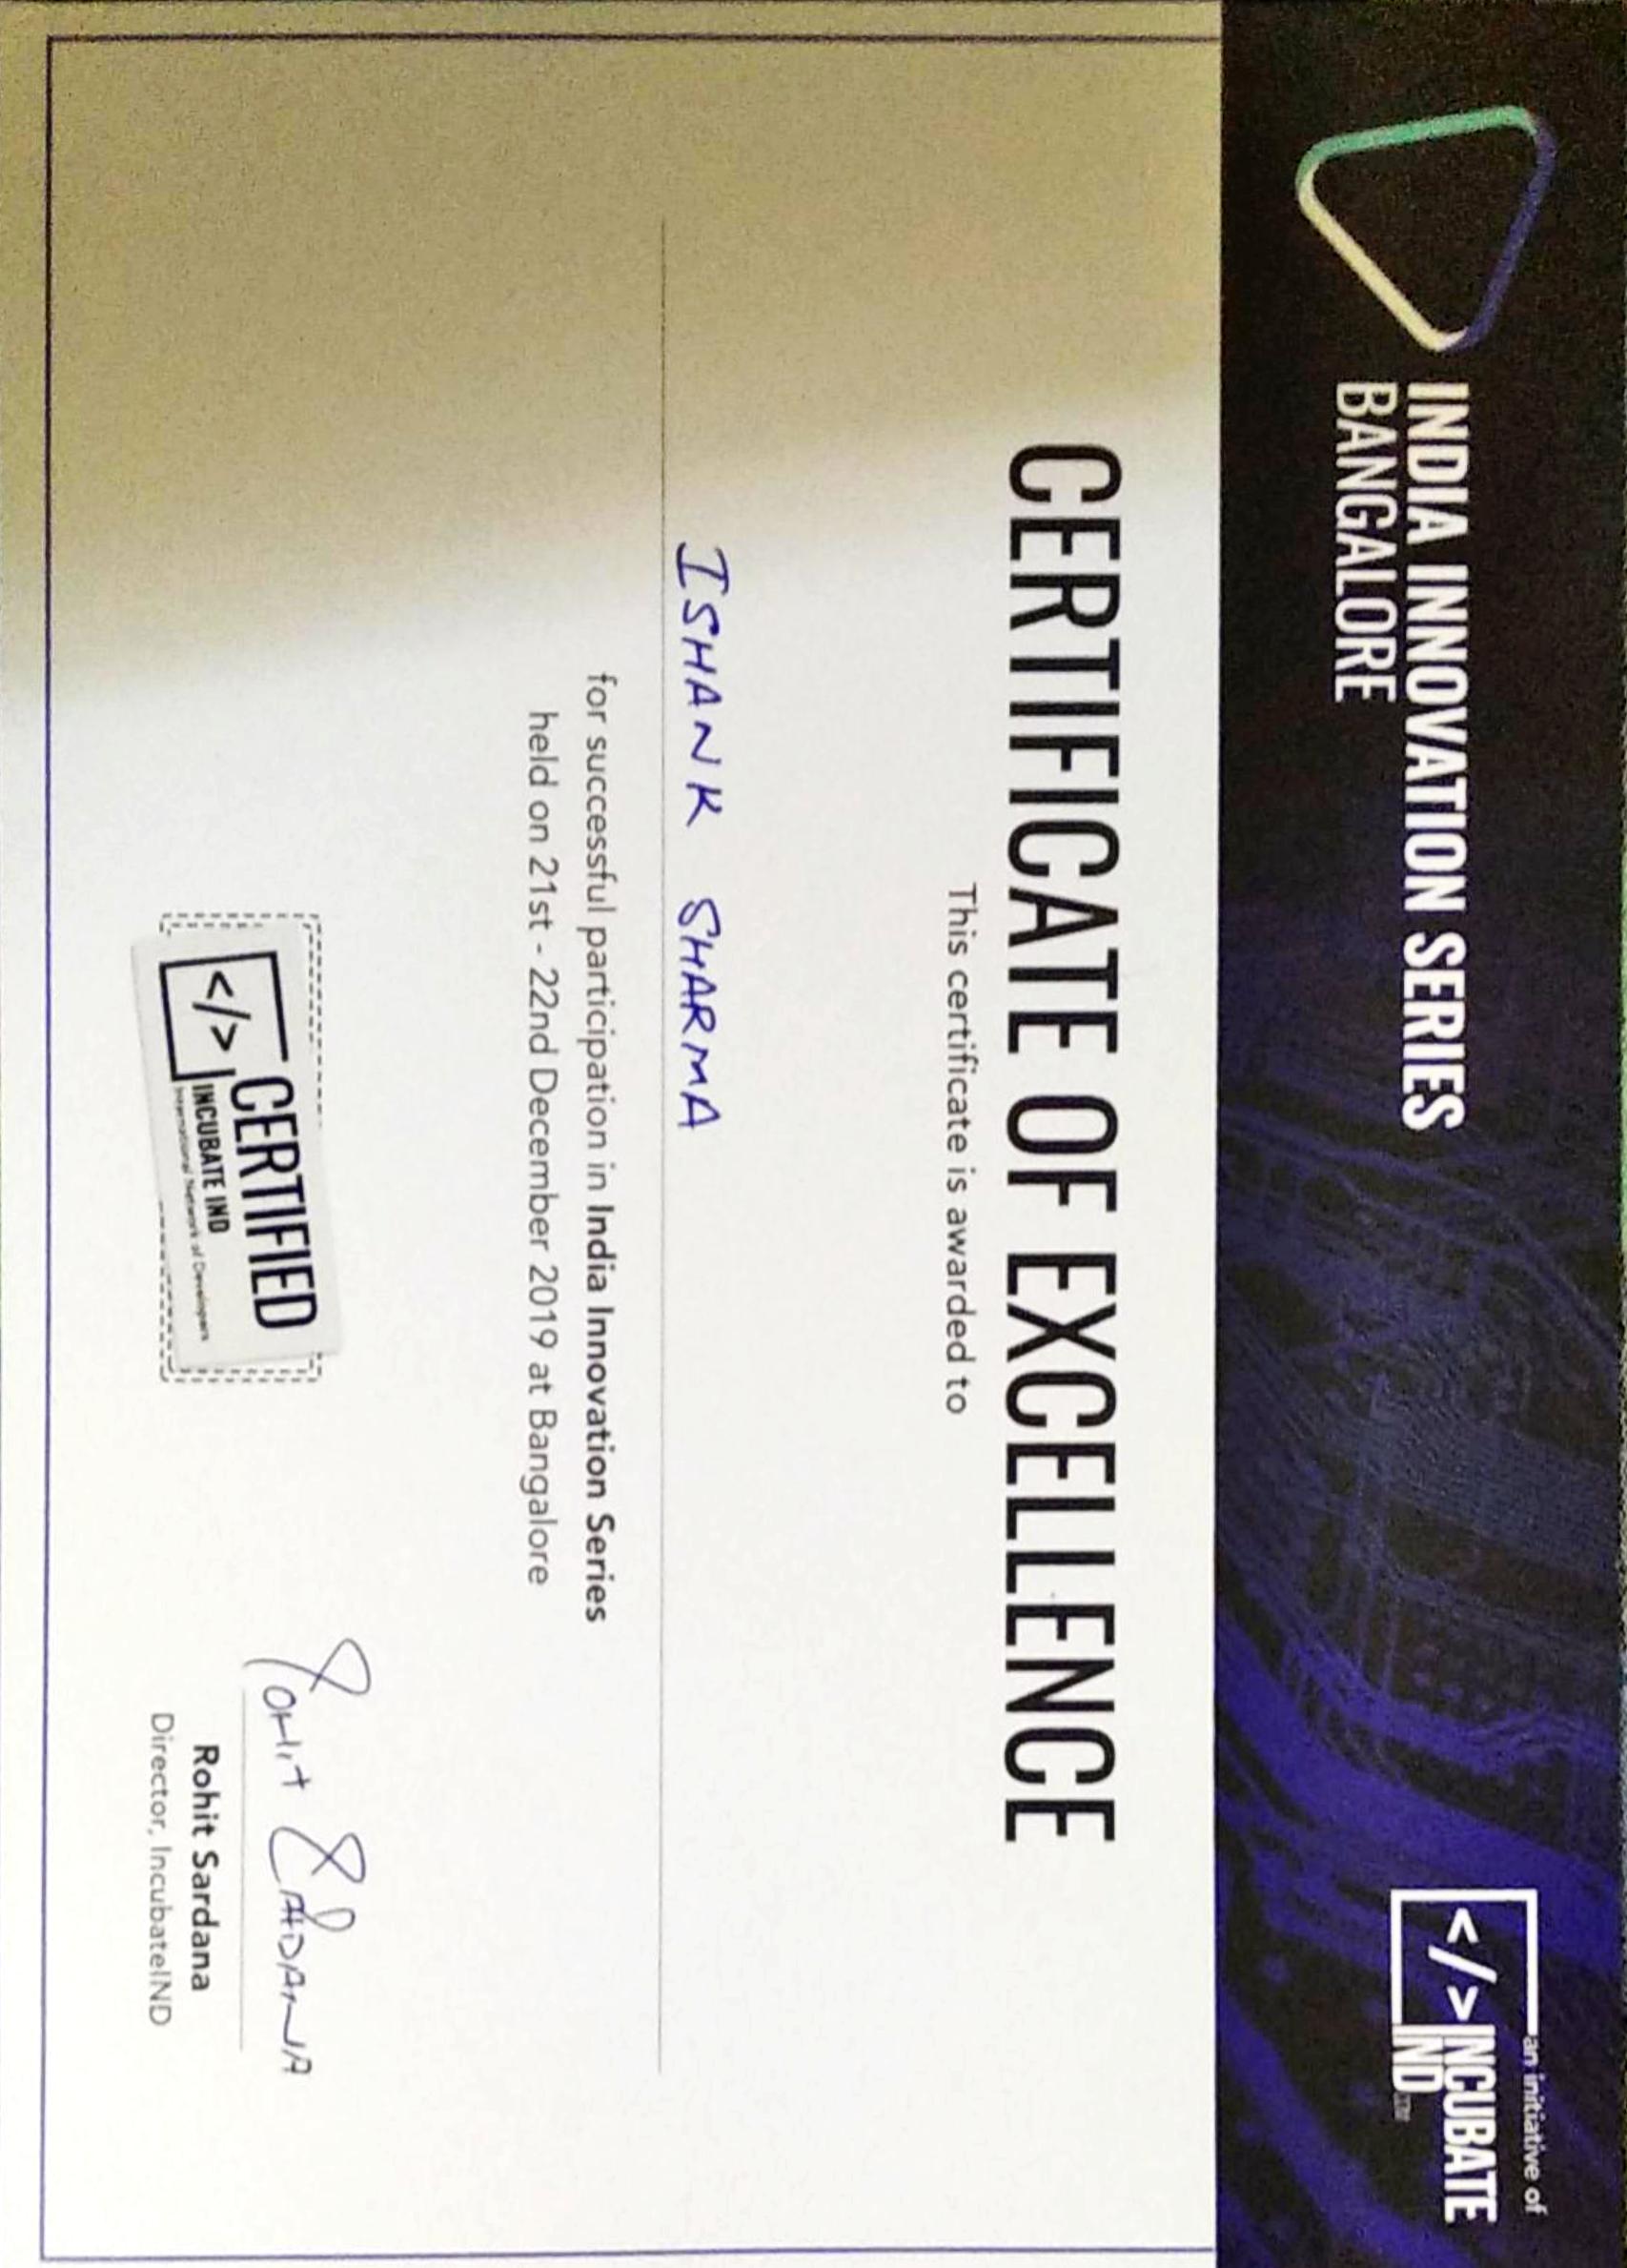 an initiative of
</> INCUBATE
IND.COM
INDIA INNOVATION SERIES
BANGALORE
CERTIFICATE OF EXCELLENCE
This certificate is awarded to
ISHANK SHARMA
for successful participation in India Innovation Series
held on 21st - 22nd December 2019 at Bangalore
</> CERTIFIED
INCUBATE IND
International Network of Developers
ROHIT SARDANA
Rohit Sardana
Director, IncubateIND